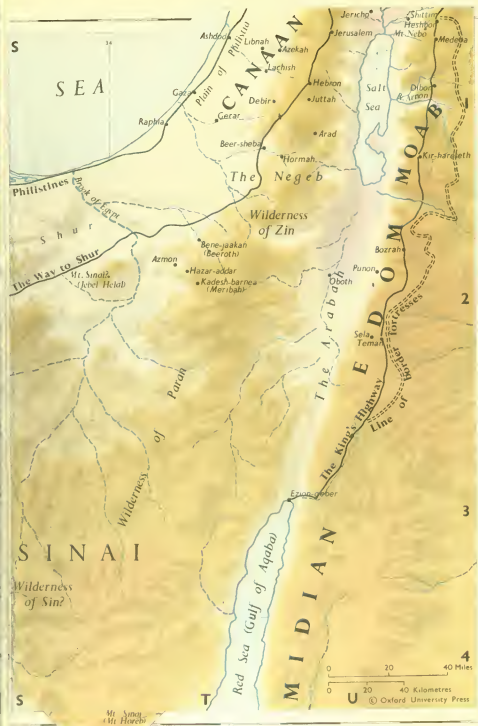 S
34
SEA
Ashdod
Libnah
Azekah
Lachish
Plain of Philistia
CANAAN
Jericho
Jerusalem
Shittim
Heshbon
Mt Nebo
Medeba
Gaza
Gerar
Debir
Hebron
Juttah
Salt
Sea
Dibon
R. Arnon
1
Raphia
Arad
Beer-sheba
Hormah
MOAB
Kir-hareseth
Philistines
Brook of Egypt
The Negeb
Shur
Wilderness
of Zin
The Way to Shur
Bene-jaakan
(Beeroth)
Azmon
Hazar-addar
Kadesh-barnea
(Meribah)
Mt. Sinai?
(Jebel Helal)
Bozrah
Punon
Oboth
2
The Arabah
EDOM
Sela
Teman
Line of border fortresses
The King's Highway
Wilderness of Paran
Ezion-geber
3
SINAI
Wilderness
of Sin?
Red Sea (Gulf of Aqaba)
MIDIAN
4
0 20 40 Miles
0 20 40 Kilometres
© Oxford University Press
S
T
U
Mt Sinai
(Mt Horeb)